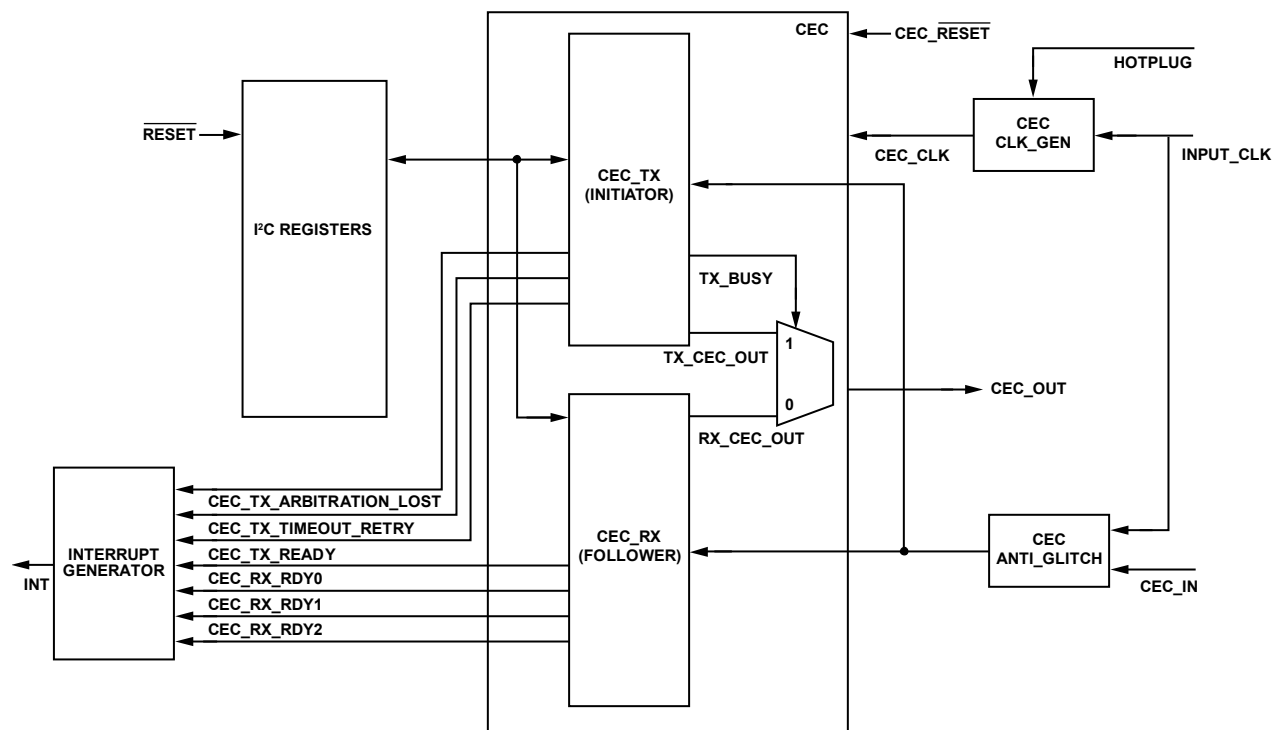 CEC
CEC_RESET
HOTPLUG
RESET
CEC
CLK_GEN
CEC_CLK
INPUT_CLK
CEC_TX
(INITIATOR)
I²C REGISTERS
TX_BUSY
TX_CEC_OUT
1
CEC_OUT
0
RX_CEC_OUT
CEC_TX_ARBITRATION_LOST
CEC_TX_TIMEOUT_RETRY
CEC_TX_READY
CEC_RX_RDY0
CEC_RX_RDY1
CEC_RX_RDY2
INTERRUPT
GENERATOR
INT
CEC_RX
(FOLLOWER)
CEC
ANTI_GLITCH
CEC_IN